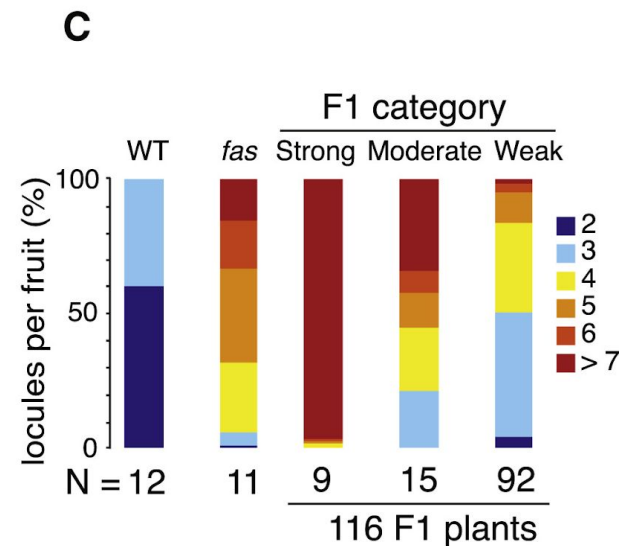 C
F1 category
WT fas Strong Moderate Weak
locules per fruit (%)
100
50
0
2
3
4
5
6
> 7
N = 12 11 9 15 92
116 F1 plants